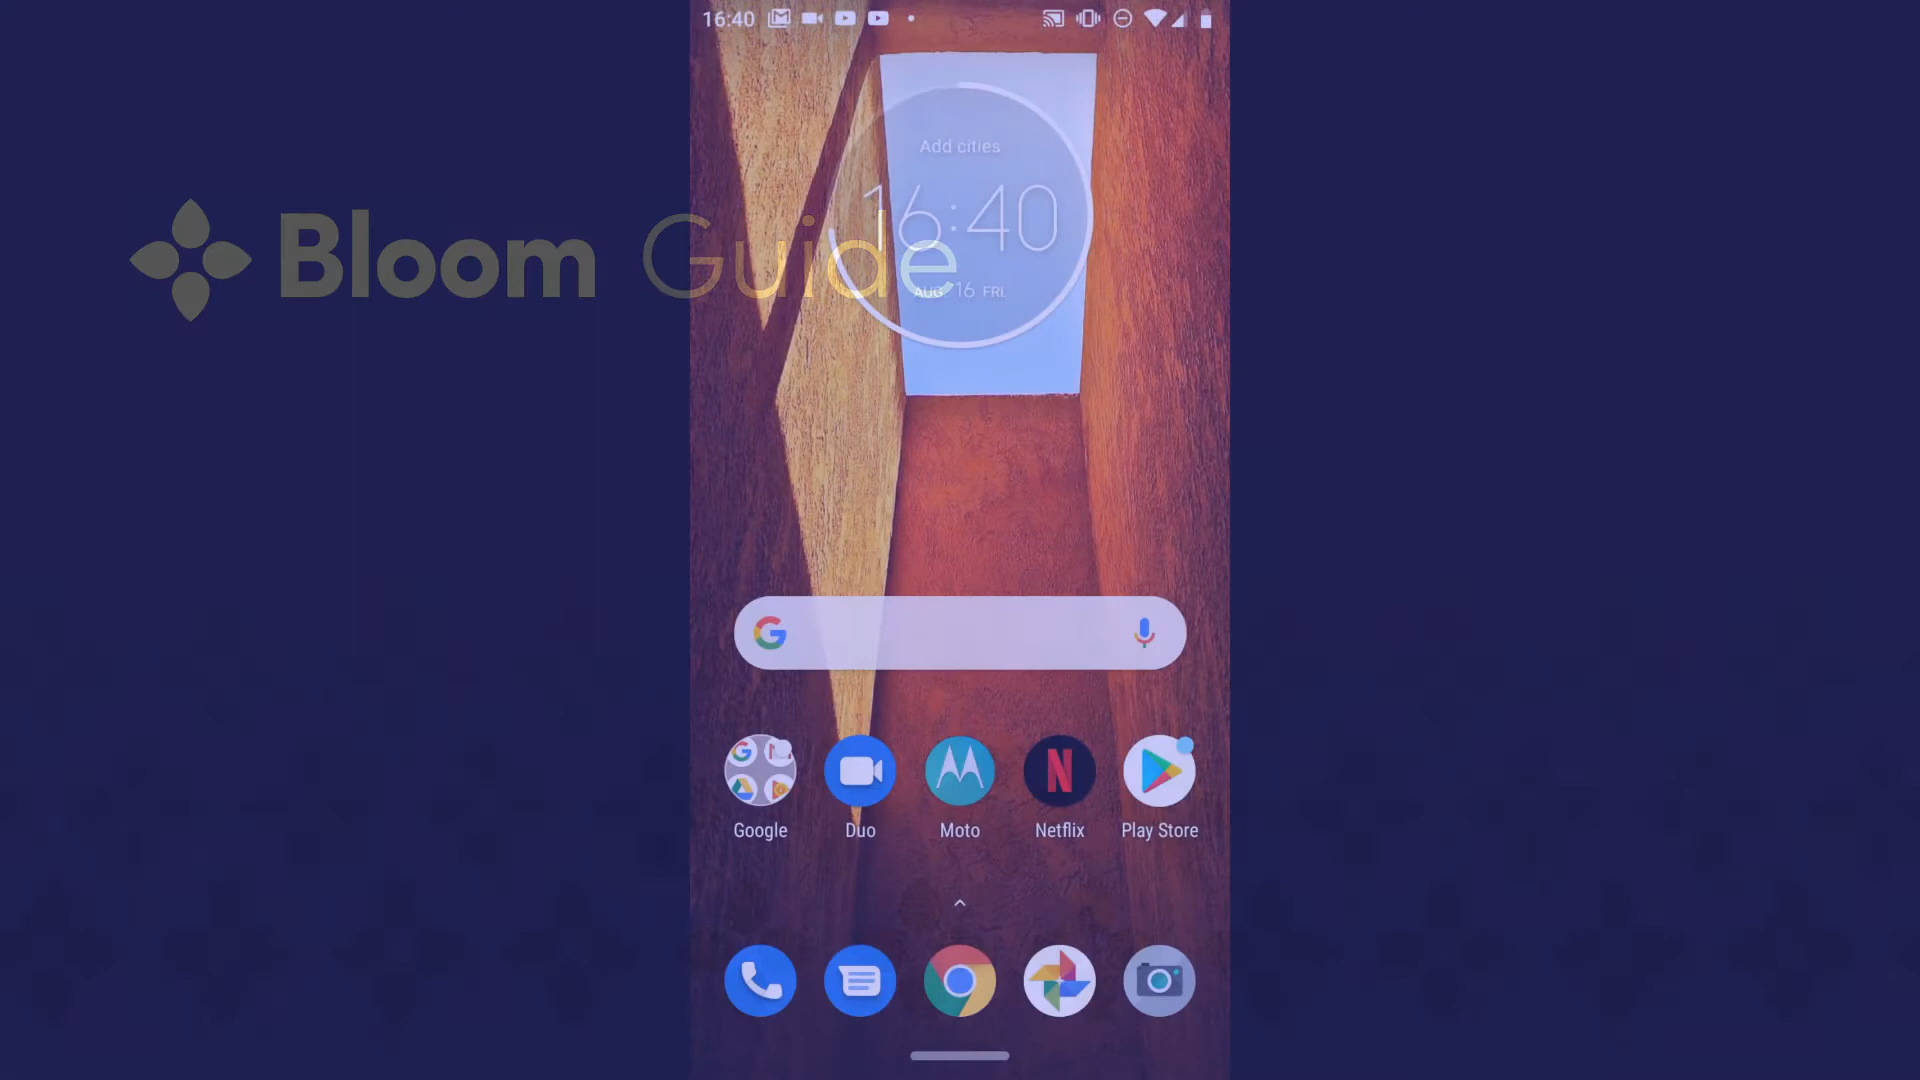 16:40
Add cities
16:40
AUG. 16 FRI.
Bloom Guide
Google Duo Moto Netflix Play Store